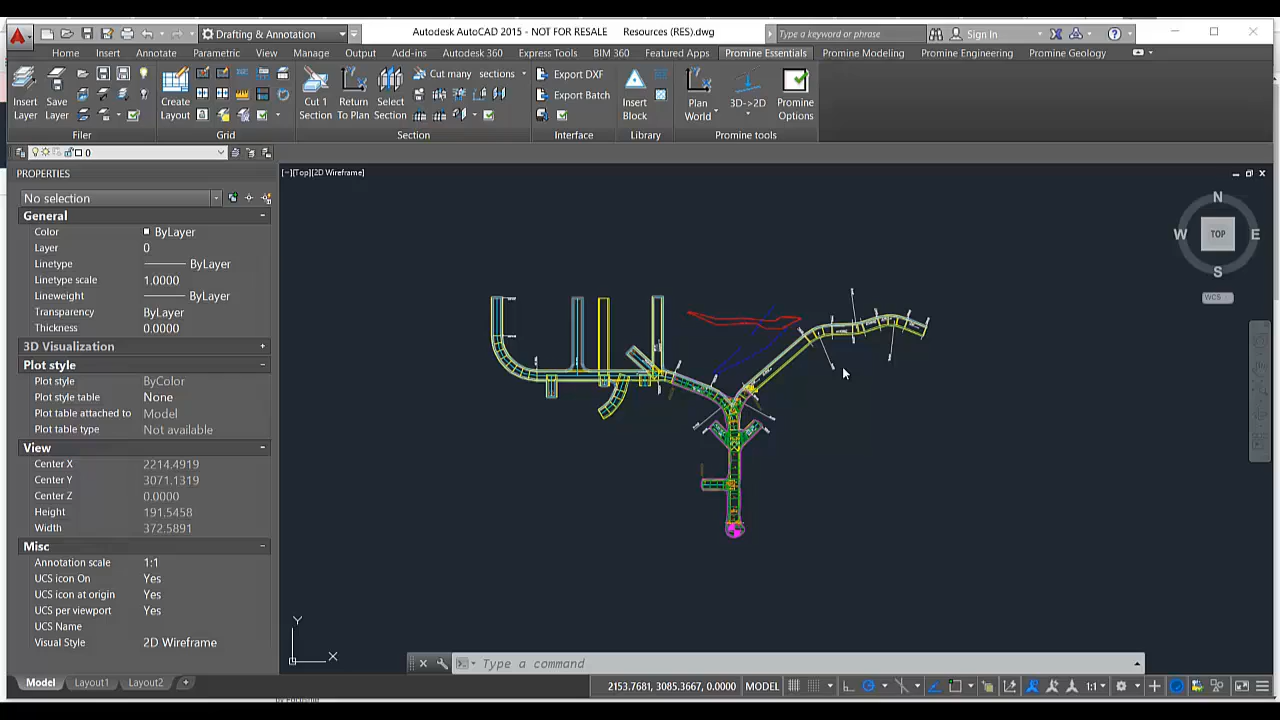 Drafting & Annotation
Autodesk AutoCAD 2015 - NOT FOR RESALE Resources (RES).dwg
Type a keyword or phrase
Sign In
Home Insert Annotate Parametric View Manage Output Add-ins Autodesk 360 Express Tools BIM 360 Featured Apps Promine Essentials Promine Modeling Promine Engineering Promine Geology
Insert Layer
Save Layer
Create Layout
Cut 1 Section
Return To Plan
Select Section
Cut many sections
Export DXF
Export Batch
Insert Block
Plan World
3D->2D
Promine Options
Filer Grid Section Interface Library Promine tools
0
PROPERTIES
[−][Top][2D Wireframe]
No selection
General
Color ByLayer
Layer 0
Linetype ByLayer
Linetype scale 1.0000
Lineweight ByLayer
Transparency ByLayer
Thickness 0.0000
3D Visualization
Plot style
Plot style ByColor
Plot style table None
Plot table attached to Model
Plot table type Not available
View
Center X 2214.4919
Center Y 3071.1319
Center Z 0.0000
Height 191.5458
Width 372.5891
Misc
Annotation scale 1:1
UCS icon On Yes
UCS icon at origin Yes
UCS per viewport Yes
UCS Name
Visual Style 2D Wireframe
N
W TOP E
S
WCS
Y
X
Type a command
Model Layout1 Layout2 +
2153.7681, 3085.3667, 0.0000 MODEL 1:1